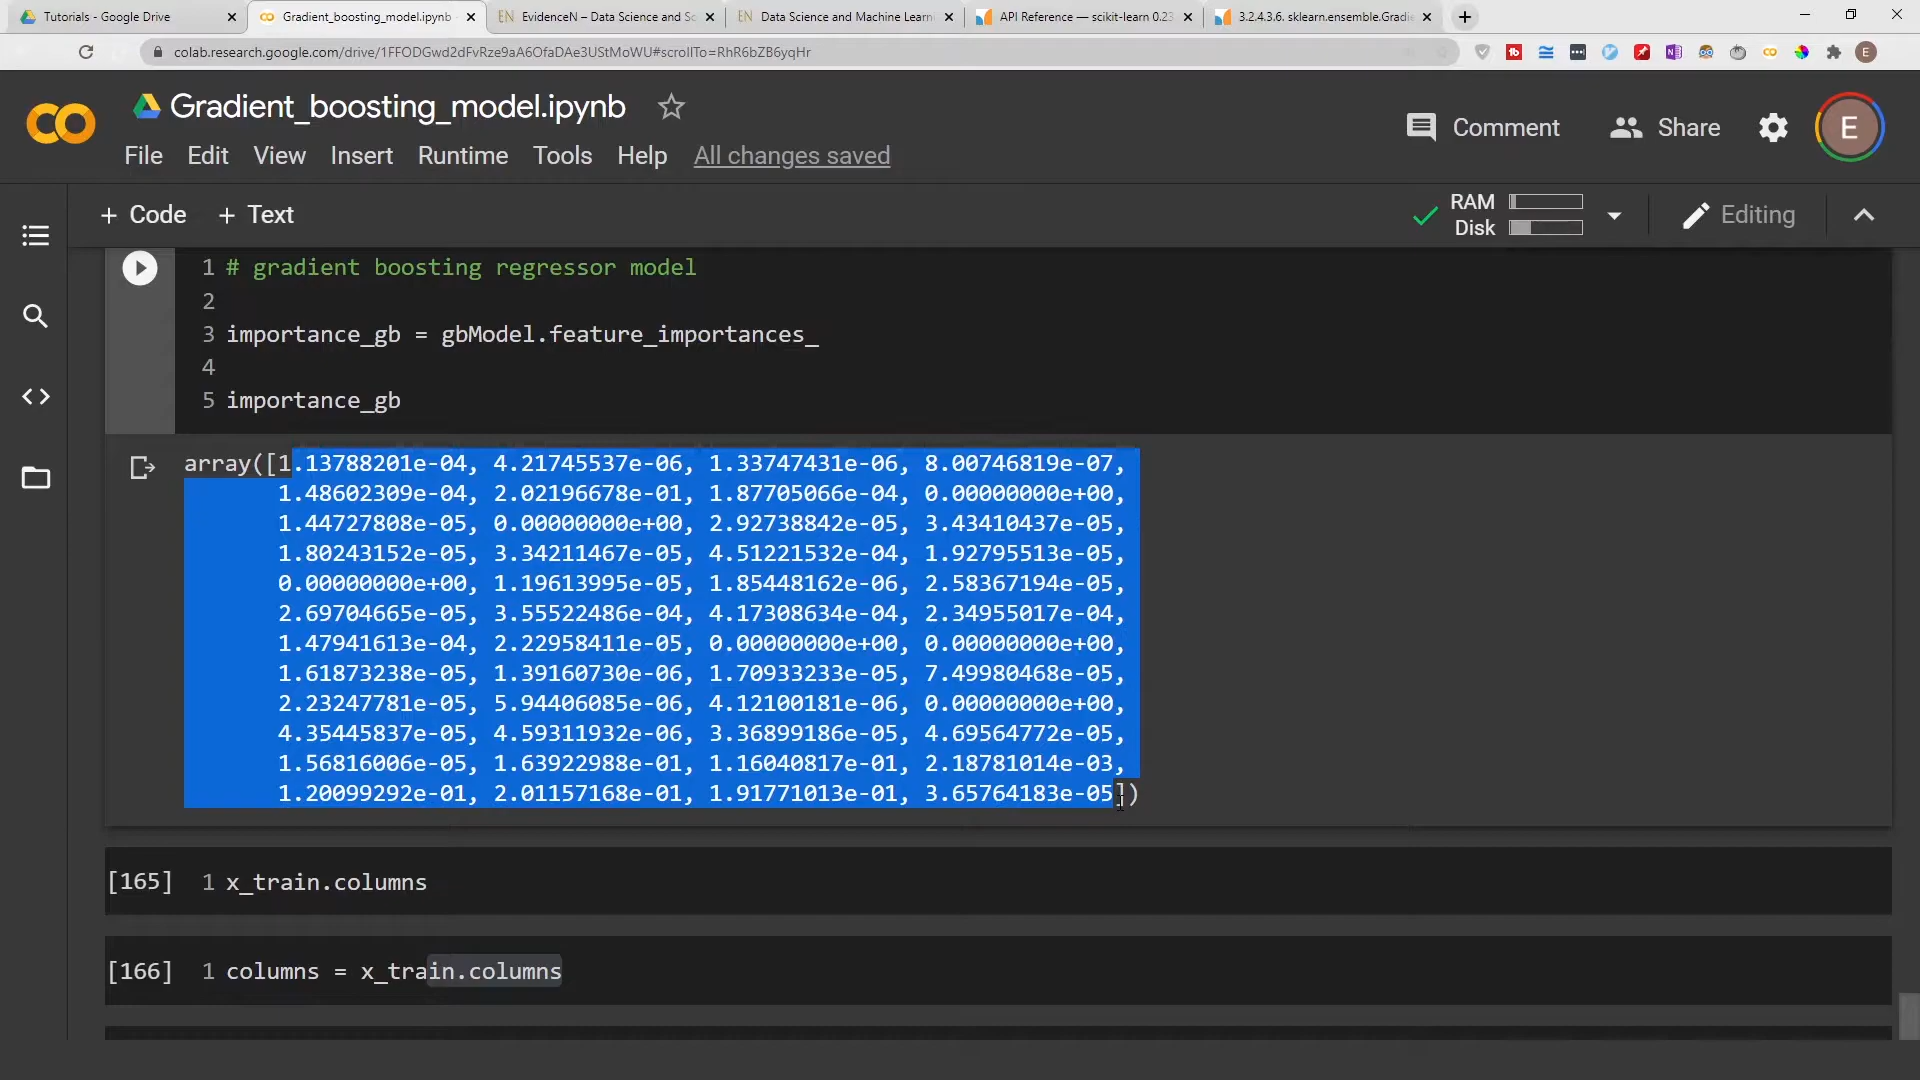 Tutorials - Google Drive
Gradient_boosting_model.ipynb
EN EvidenceN – Data Science and Sc
EN Data Science and Machine Learn
API Reference — scikit-learn 0.23
3.2.4.3.6. sklearn.ensemble.Gradie
colab.research.google.com/drive/1FFODGwd2dFvRze9aA6OfaDAe3UStMoWU#scrollTo=RhR6bZB6yqHr
Gradient_boosting_model.ipynb
Comment
Share
E
File Edit View Insert Runtime Tools Help All changes saved
+ Code + Text
RAM
Disk
Editing
1 # gradient boosting regressor model
2
3 importance_gb = gbModel.feature_importances_
4
5 importance_gb
array([1.13788201e-04, 4.21745537e-06, 1.33747431e-06, 8.00746819e-07,
1.48602309e-04, 2.02196678e-01, 1.87705066e-04, 0.00000000e+00,
1.44727808e-05, 0.00000000e+00, 2.92738842e-05, 3.43410437e-05,
1.80243152e-05, 3.34211467e-05, 4.51221532e-04, 1.92795513e-05,
0.00000000e+00, 1.19613995e-05, 1.85448162e-06, 2.58367194e-05,
2.69704665e-05, 3.55522486e-04, 4.17308634e-04, 2.34955017e-04,
1.47941613e-04, 2.22958411e-05, 0.00000000e+00, 0.00000000e+00,
1.61873238e-05, 1.39160730e-06, 1.70933233e-05, 7.49980468e-05,
2.23247781e-05, 5.94406085e-06, 4.12100181e-06, 0.00000000e+00,
4.35445837e-05, 4.59311932e-06, 3.36899186e-05, 4.69564772e-05,
1.56816006e-05, 1.63922988e-01, 1.16040817e-01, 2.18781014e-03,
1.20099292e-01, 2.01157168e-01, 1.91771013e-01, 3.65764183e-05])
[165] 1 x_train.columns
[166] 1 columns = x_train.columns